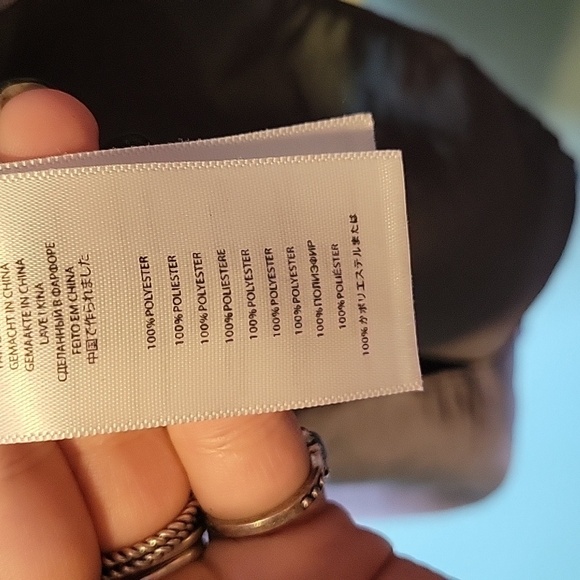 GEMACHT IN CHINA
GEMAAKTE IN CHINA
LAVET I KINA
СДЕЛАННЫЙ В ФАРФОРЕ
FEITO EM CHINA
中国で作られました
100%POLYESTER
100%POLIESTER
100%POLYESTER
100%POLIESTERE
100%POLYESTER
100%POLYESTER
100%POLYESTER
100%ПОЛИЭФИР
100%POLIÉSTER
100%がポリエステルまたは